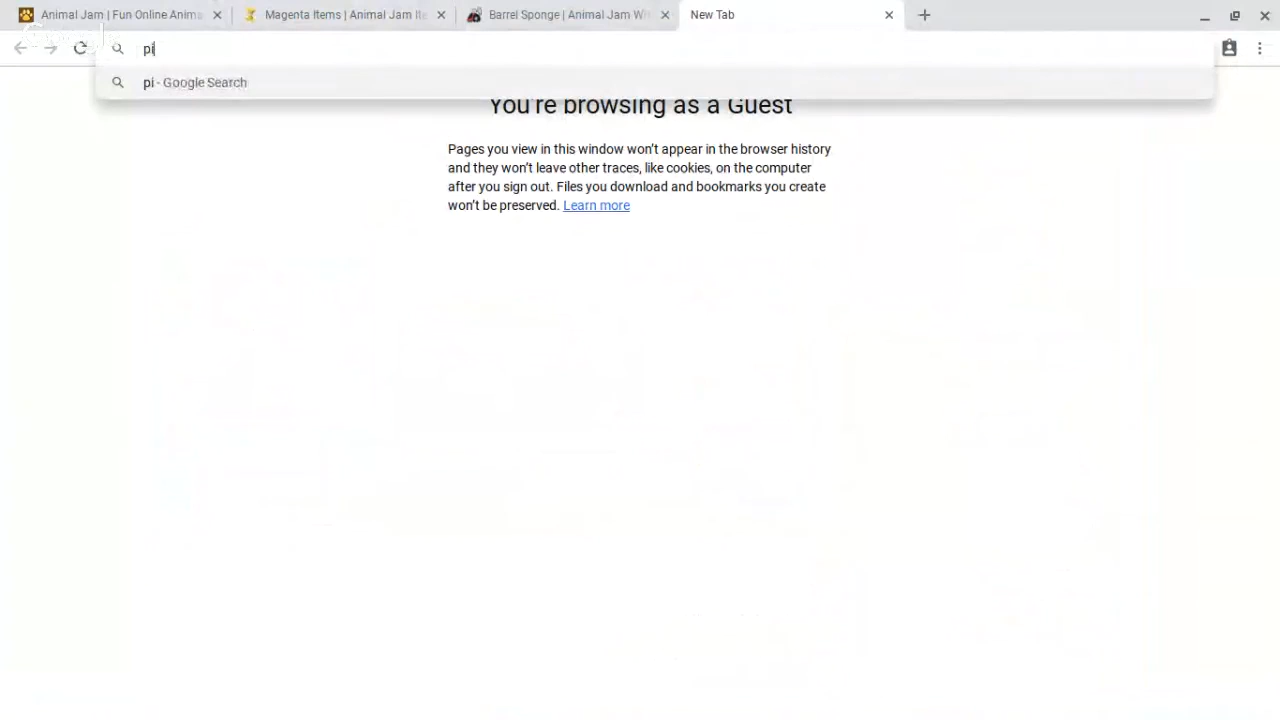 Animal Jam | Fun Online Anima
Magenta Items | Animal Jam Ite
Barrel Sponge | Animal Jam Wi
New Tab
pi
pi - Google Search
You're browsing as a Guest
Pages you view in this window won't appear in the browser history
and they won't leave other traces, like cookies, on the computer
after you sign out. Files you download and bookmarks you create
won't be preserved. Learn more